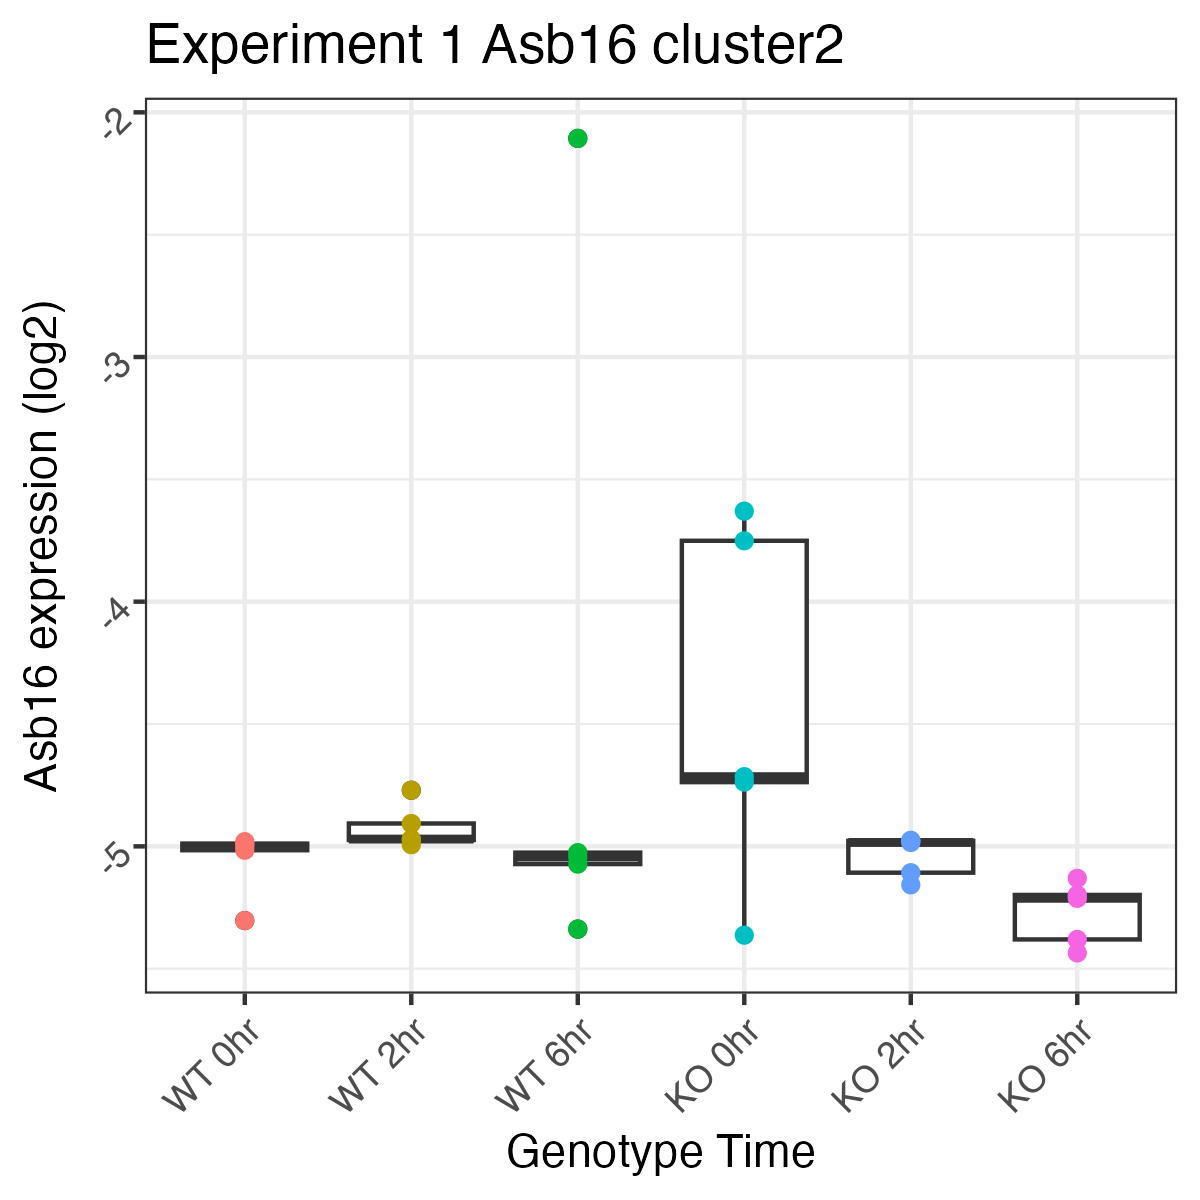 Experiment 1 Asb16 cluster2
Asb16 expression (log2)
-2
-3
-4
-5
WT 0hr
WT 2hr
WT 6hr
KO 0hr
KO 2hr
KO 6hr
Genotype Time